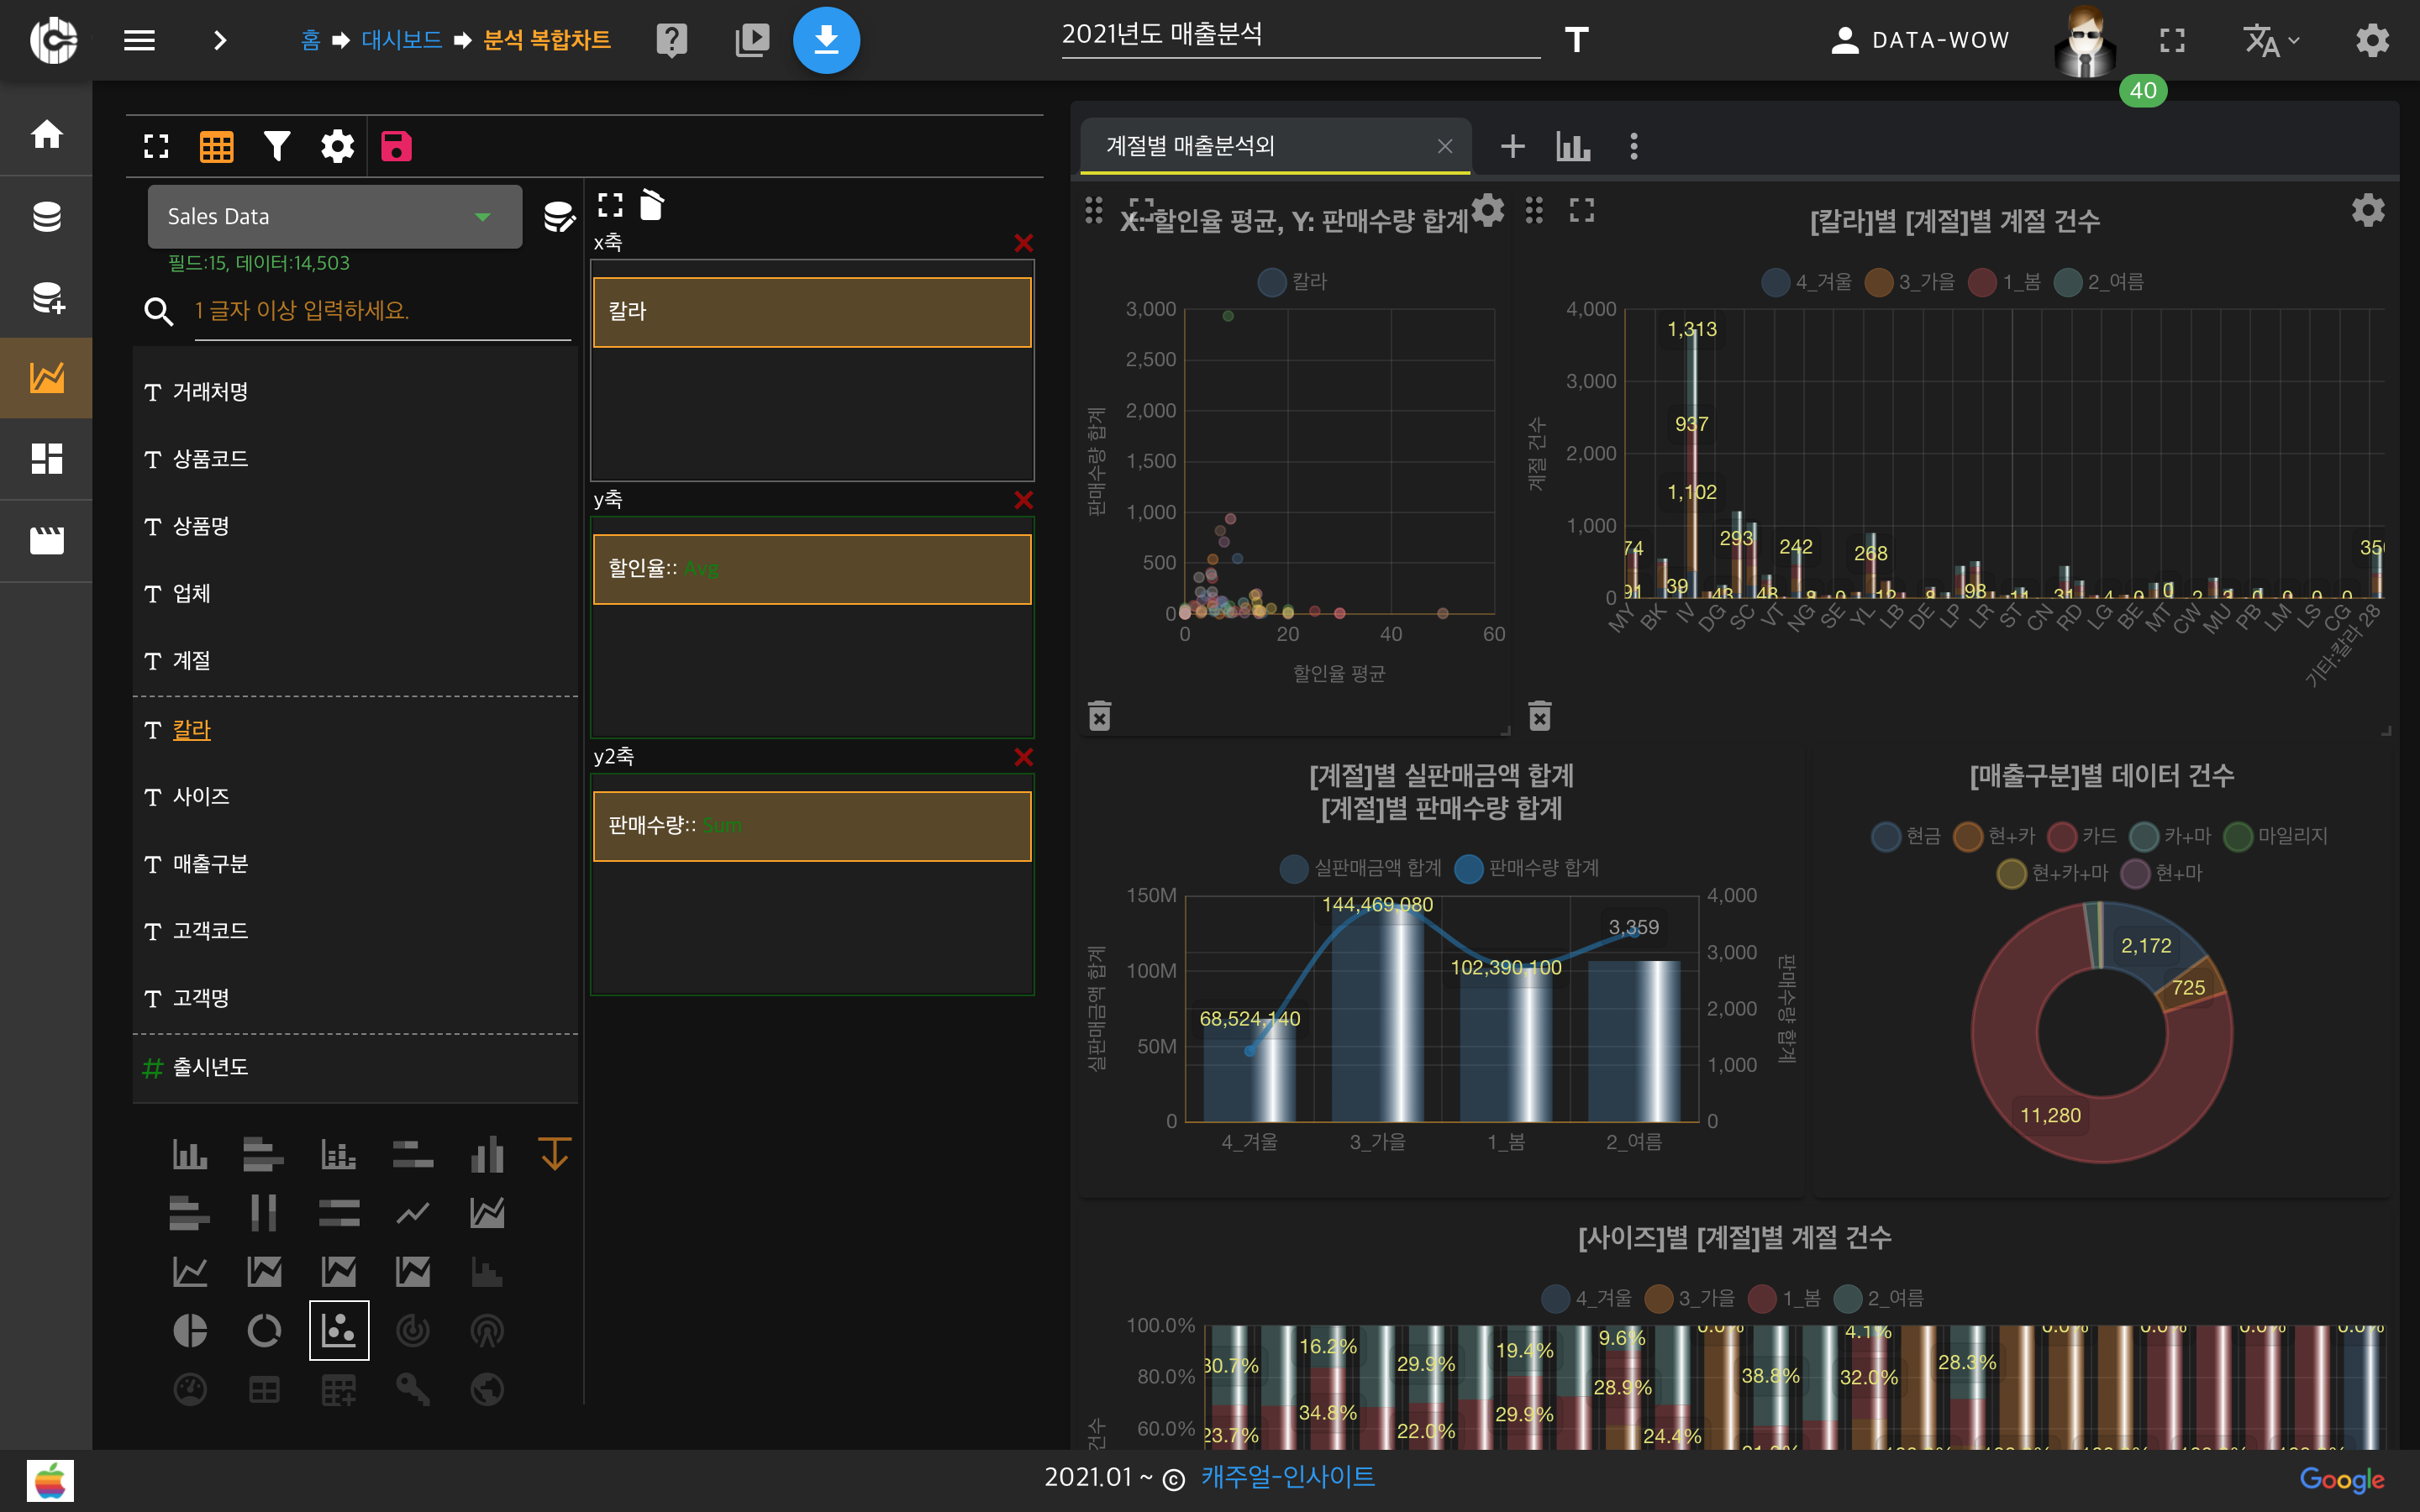 홈 대시보드 분석 복합차트
2021년도 매출분석
DATA-WOW
40
Sales Data
필드:15, 데이터:14,503
1 글자 이상 입력하세요.
거래처명
상품코드
상품명
업체
계절
칼라
사이즈
매출구분
고객코드
고객명
출시년도
x축
칼라
y축
할인율:: Avg
y2축
판매수량:: Sum
계절별 매출분석외
X: 할인율 평균, Y: 판매수량 합계
칼라
판매수량 합계
3,000
2,500
2,000
1,500
1,000
500
0
0 20 40 60
할인율 평균
[칼라]별 [계절]별 계절 건수
4_겨울 3_가을 1_봄 2_여름
계절 건수
4,000
3,000
2,000
1,000
0
1,313
937
1,102
293
242
268
39
98
MY BK IV DG SC VT NG SE YL LB DE LP LR ST CN RD LG BE MT CW MU PB LM LS CG 기타:칼라 28
[계절]별 실판매금액 합계
[계절]별 판매수량 합계
실판매금액 합계 판매수량 합계
실판매금액 합계
150M
100M
50M
0
68,524,140
144,469,080
102,390,100
3,359
4,000
3,000
2,000
1,000
0
판매수량 합계
4_겨울 3_가을 1_봄 2_여름
[매출구분]별 데이터 건수
현금 현+카 카드 카+마 마일리지
현+카+마 현+마
2,172
725
11,280
[사이즈]별 [계절]별 계절 건수
4_겨울 3_가을 1_봄 2_여름
100.0%
80.0%
60.0%
건수
30.7% 16.2% 29.9% 19.4% 9.6% 38.8% 4.1% 28.3%
23.7% 34.8% 22.0% 29.9% 28.9% 24.4% 32.0%
2021.01 ~ © 캐주얼-인사이트
Google